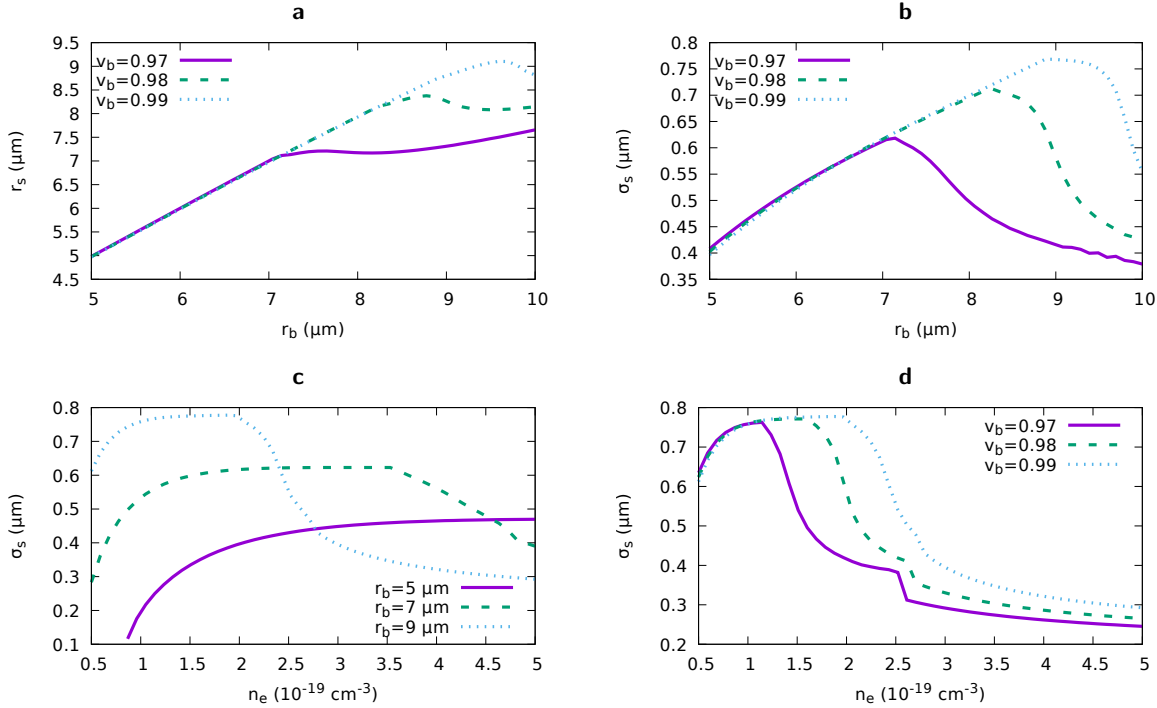 a
9.5
9
8.5
8
7.5
7
6.5
6
5.5
5
4.5
r_s (μm)
v_b=0.97
v_b=0.98
v_b=0.99
5 6 7 8 9 10
r_b (μm)
b
0.8
0.75
0.7
0.65
0.6
0.55
0.5
0.45
0.4
0.35
σ_s (μm)
v_b=0.97
v_b=0.98
v_b=0.99
5 6 7 8 9 10
r_b (μm)
c
0.8
0.7
0.6
0.5
0.4
0.3
0.2
0.1
σ_s (μm)
r_b=5 μm
r_b=7 μm
r_b=9 μm
0.5 1 1.5 2 2.5 3 3.5 4 4.5 5
n_e (10^-19 cm^-3)
d
0.8
0.7
0.6
0.5
0.4
0.3
0.2
σ_s (μm)
v_b=0.97
v_b=0.98
v_b=0.99
0.5 1 1.5 2 2.5 3 3.5 4 4.5 5
n_e (10^-19 cm^-3)